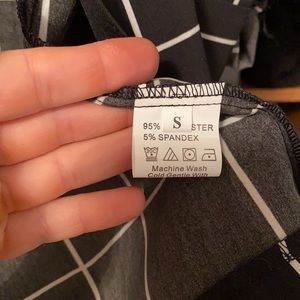 95% S STER
5% SPANDEX
Machine Wash
Cold Gentle With